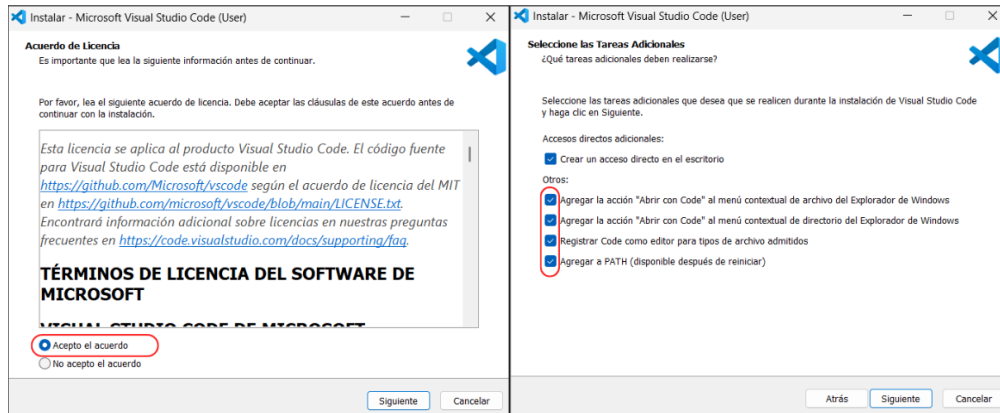 Instalar - Microsoft Visual Studio Code (User)
Acuerdo de Licencia
Es importante que lea la siguiente información antes de continuar.
Por favor, lea el siguiente acuerdo de licencia. Debe aceptar las cláusulas de este acuerdo antes de
continuar con la instalación.
Esta licencia se aplica al producto Visual Studio Code. El código fuente
para Visual Studio Code está disponible en
https://github.com/Microsoft/vscode según el acuerdo de licencia del MIT
en https://github.com/microsoft/vscode/blob/main/LICENSE.txt.
Encontrará información adicional sobre licencias en nuestras preguntas
frecuentes en https://code.visualstudio.com/docs/supporting/faq.
TÉRMINOS DE LICENCIA DEL SOFTWARE DE
MICROSOFT
VISUAL STUDIO CODE DE MICROSOFT
Acepto el acuerdo
No acepto el acuerdo
Siguiente
Cancelar
Instalar - Microsoft Visual Studio Code (User)
Seleccione las Tareas Adicionales
¿Qué tareas adicionales deben realizarse?
Seleccione las tareas adicionales que desea que se realicen durante la instalación de Visual Studio Code
y haga clic en Siguiente.
Accesos directos adicionales:
Crear un acceso directo en el escritorio
Otros:
Agregar la acción "Abrir con Code" al menú contextual de archivo del Explorador de Windows
Agregar la acción "Abrir con Code" al menú contextual de directorio del Explorador de Windows
Registrar Code como editor para tipos de archivo admitidos
Agregar a PATH (disponible después de reiniciar)
Atrás
Siguiente
Cancelar